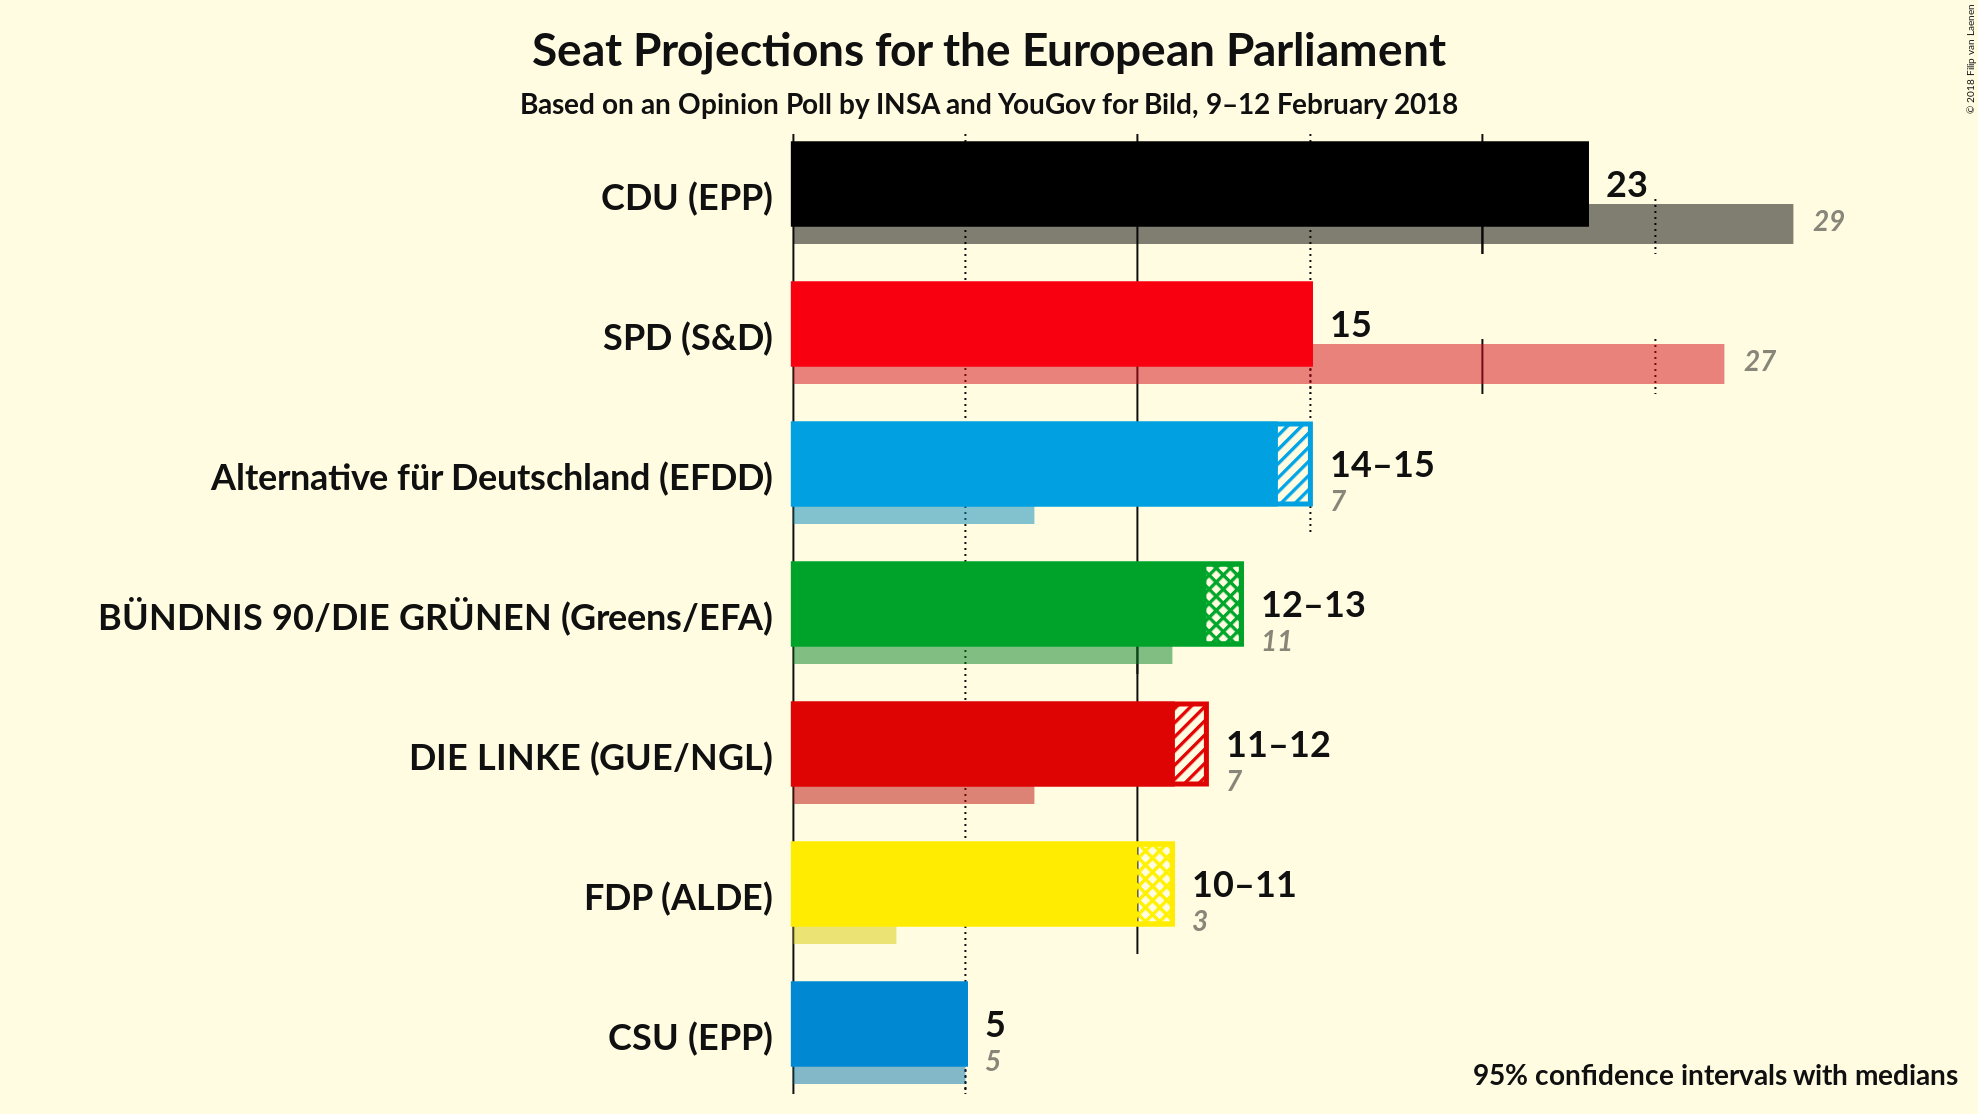 Seat Projections for the European Parliament
Based on an Opinion Poll by INSA and YouGov for Bild, 9–12 February 2018
© 2018 Filip van Laenen
CDU (EPP)
23
29
SPD (S&D)
15
27
Alternative für Deutschland (EFDD)
14–15
7
BÜNDNIS 90/DIE GRÜNEN (Greens/EFA)
12–13
11
DIE LINKE (GUE/NGL)
11–12
7
FDP (ALDE)
10–11
3
CSU (EPP)
5
5
95% confidence intervals with medians